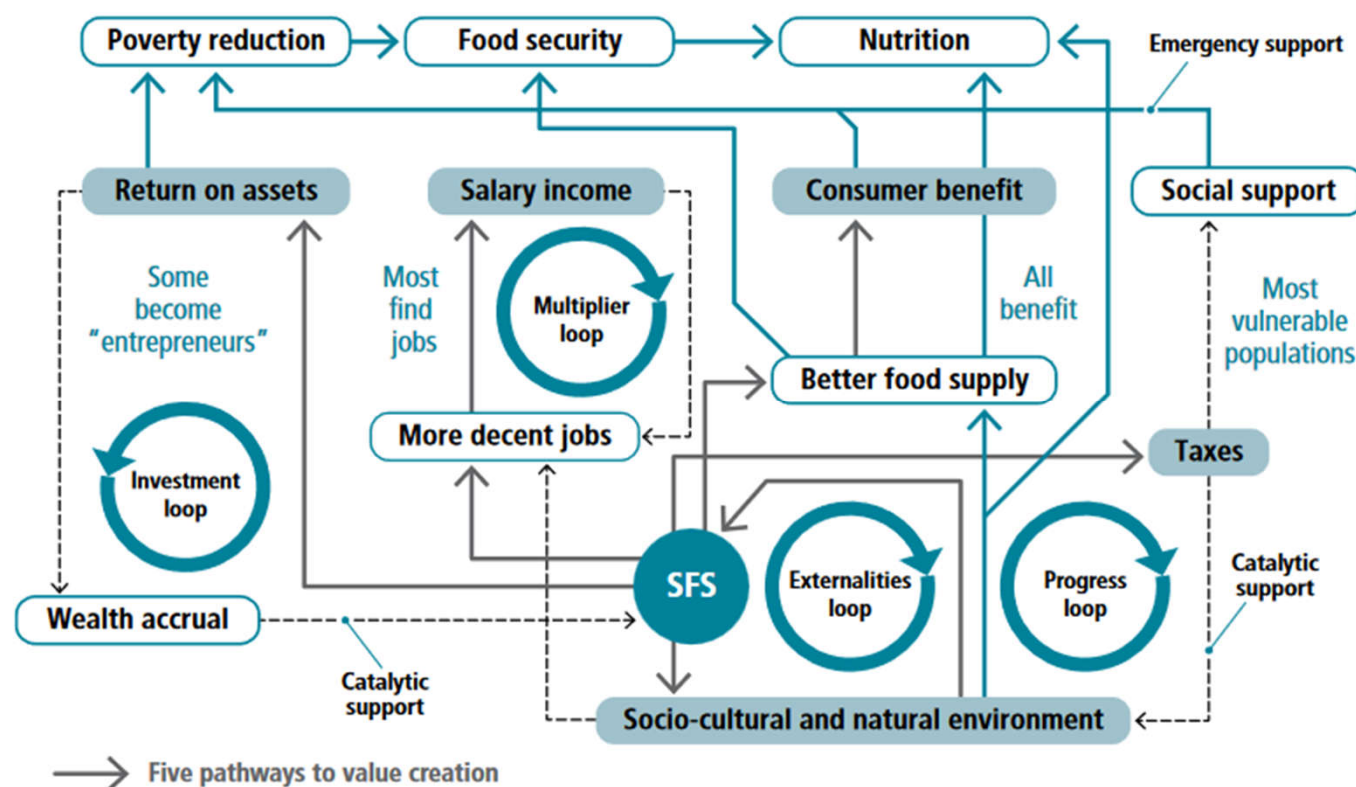 Poverty reduction
Food security
Nutrition
Emergency support
Return on assets
Salary income
Consumer benefit
Social support
Some
become
“entrepreneurs”
Most
find
jobs
Multiplier
loop
All
benefit
Most
vulnerable
populations
Better food supply
More decent jobs
Taxes
Investment
loop
SFS
Externalities
loop
Progress
loop
Catalytic
support
Wealth accrual
Catalytic
support
Socio-cultural and natural environment
Five pathways to value creation